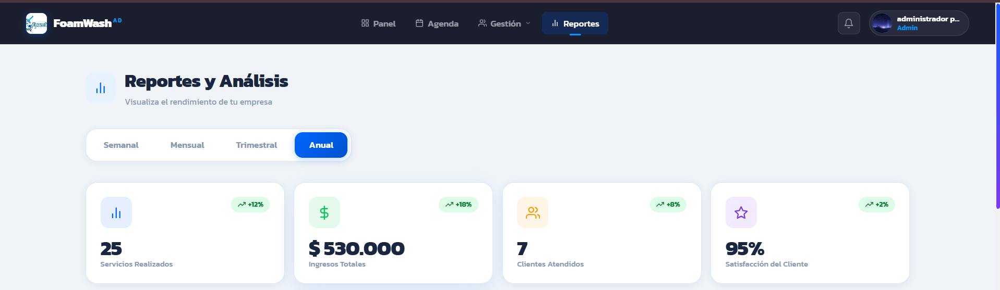 FoamWash AD
Panel
Agenda
Gestión
Reportes
administrador p...
Admin
Reportes y Análisis
Visualiza el rendimiento de tu empresa
Semanal
Mensual
Trimestral
Anual
+12%
25
Servicios Realizados
+18%
$ 530.000
Ingresos Totales
+8%
7
Clientes Atendidos
+2%
95%
Satisfacción del Cliente